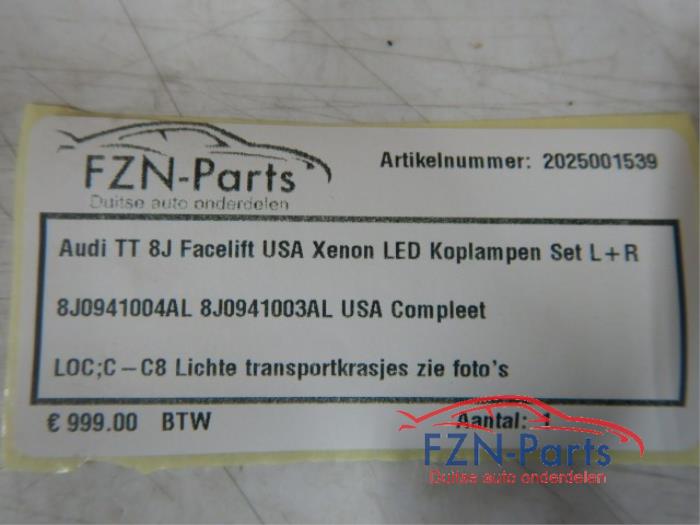 FZN-Parts
Duitse auto onderdelen
Artikelnummer: 2025001539
Audi TT 8J Facelift USA Xenon LED Koplampen Set L+R
8J0941004AL 8J0941003AL USA Compleet
LOC;C-C8 Lichte transportkrasjes zie foto's
€ 999.00 BTW
Aantal: 1
FZN-Parts
Duitse auto onderdelen